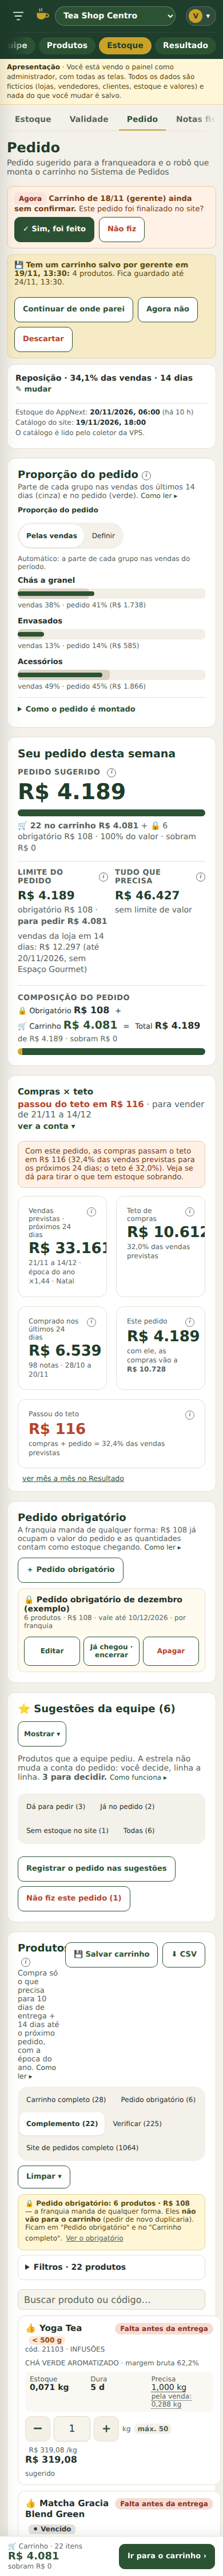 Tea Shop Centro
V ▾
uipe Produtos Estoque Resultado
Apresentação · Você está vendo o painel como
administrador, com todas as telas. Todos os dados são
fictícios (lojas, vendedores, clientes, estoque e valores) e
nada do que você mudar é salvo.
Estoque Validade Pedido Notas fis
Pedido
Pedido sugerido para a franqueadora e o robô que
monta o carrinho no Sistema de Pedidos
Agora Carrinho de 18/11 (gerente) ainda
sem confirmar. Este pedido foi finalizado no site?
✓ Sim, foi feito Não fiz
💾 Tem um carrinho salvo por gerente em
19/11, 13:30: 4 produtos. Fica guardado até
24/11, 13:30.
Continuar de onde parei Agora não
Descartar
Reposição · 34,1% das vendas · 14 dias
✎ mudar
Estoque do AppNext: 20/11/2026, 06:00 (há 10 h)
Catálogo do site: 19/11/2026, 18:00
O catálogo é lido pelo coletor da VPS.
Proporção do pedido i
Parte de cada grupo nas vendas dos últimos 14
dias (cinza) e no pedido (verde). Como ler ▸
Proporção do pedido
Pelas vendas Definir
Automático: a parte de cada grupo nas vendas do
período.
Chás a granel
vendas 38% · pedido 41% (R$ 1.738)
Envasados
vendas 13% · pedido 14% (R$ 585)
Acessórios
vendas 49% · pedido 45% (R$ 1.866)
▸ Como o pedido é montado
Seu pedido desta semana
PEDIDO SUGERIDO i
R$ 4.189
🛒 22 no carrinho R$ 4.081 + 🔒 6
obrigatório R$ 108 · 100% do valor · sobram
R$ 0
LIMITE DO PEDIDO i
R$ 4.189
obrigatório R$ 108 ·
para pedir R$ 4.081
vendas da loja em 14
dias: R$ 12.297 (até
20/11/2026, sem
Espaço Gourmet)
TUDO QUE PRECISA i
R$ 46.427
sem limite de valor
COMPOSIÇÃO DO PEDIDO
🔒 Obrigatório R$ 108 +
🛒 Carrinho R$ 4.081 = Total R$ 4.189
de R$ 4.189 · sobram R$ 0
Compras × teto
passou do teto em R$ 116 · para vender
de 21/11 a 14/12
ver a conta ▾
Com este pedido, as compras passam o teto
em R$ 116 (32,4% das vendas previstas para
os próximos 24 dias; o teto é 32,0%). Veja se
dá para tirar o que tem estoque sobrando.
Vendas
previstas ·
próximos 24
dias i
R$ 33.161
21/11 a 14/12 ·
época do ano
×1,44 · Natal
Teto de
compras i
R$ 10.612
32,0% das vendas
previstas
Comprado nos
últimos 24
dias i
R$ 6.539
98 notas · 28/10 a
20/11
Este pedido i
R$ 4.189
com ele, as
compras vão a
R$ 10.728
Passou do teto i
R$ 116
compras + pedido = 32,4% das vendas
previstas
ver mês a mês no Resultado
Pedido obrigatório
A franquia manda de qualquer forma: R$ 108 já
ocupam o valor do pedido e as quantidades
contam como estoque chegando. Como ler ▸
+ Pedido obrigatório
🔒 Pedido obrigatório de dezembro
(exemplo)
6 produtos · R$ 108 · vale até 10/12/2026 · por
franquia
Editar Já chegou · encerrar Apagar
⭐ Sugestões da equipe (6)
Mostrar ▾
Produtos que a equipe pediu. A estrela não
muda a conta do pedido: você decide, linha a
linha. 3 para decidir. Como funciona ▸
Dá para pedir (3) Já no pedido (2)
Sem estoque no site (1) Todas (6)
Registrar o pedido nas sugestões
Não fiz este pedido (1)
Produtos i
💾 Salvar carrinho ⬇ CSV
Compra só
o que
precisa
para 10
dias de
entrega +
14 dias até
o próximo
pedido,
com a
época do
ano. Como
ler ▸
Carrinho completo (28) Pedido obrigatório (6)
Complemento (22) Verificar (225)
Site de pedidos completo (1064)
Limpar ▾
🔒 Pedido obrigatório: 6 produtos · R$ 108
— a franquia manda de qualquer forma. Eles não
vão para o carrinho (pedir de novo duplicaria).
Ficam em "Pedido obrigatório" e no "Carrinho
completo". Ver o obrigatório
▸ Filtros · 22 produtos
Buscar produto ou código...
👍 Yoga Tea Falta antes da entrega
< 500 g
cód. 21103 · INFUSÕES
CHÁ VERDE AROMATIZADO · margem bruta 62,2%
Estoque Dura Precisa
0,071 kg 5 d 1,000 kg
pela venda:
0,288 kg
− 1 + kg máx. 50
R$ 319,08 /kg
R$ 319,08
sugerido
👍 Matcha Gracia Falta antes da entrega
Blend Green
● Vencido
🛒 Carrinho · 22 itens
R$ 4.081
sobram R$ 0
Ir para o carrinho ›